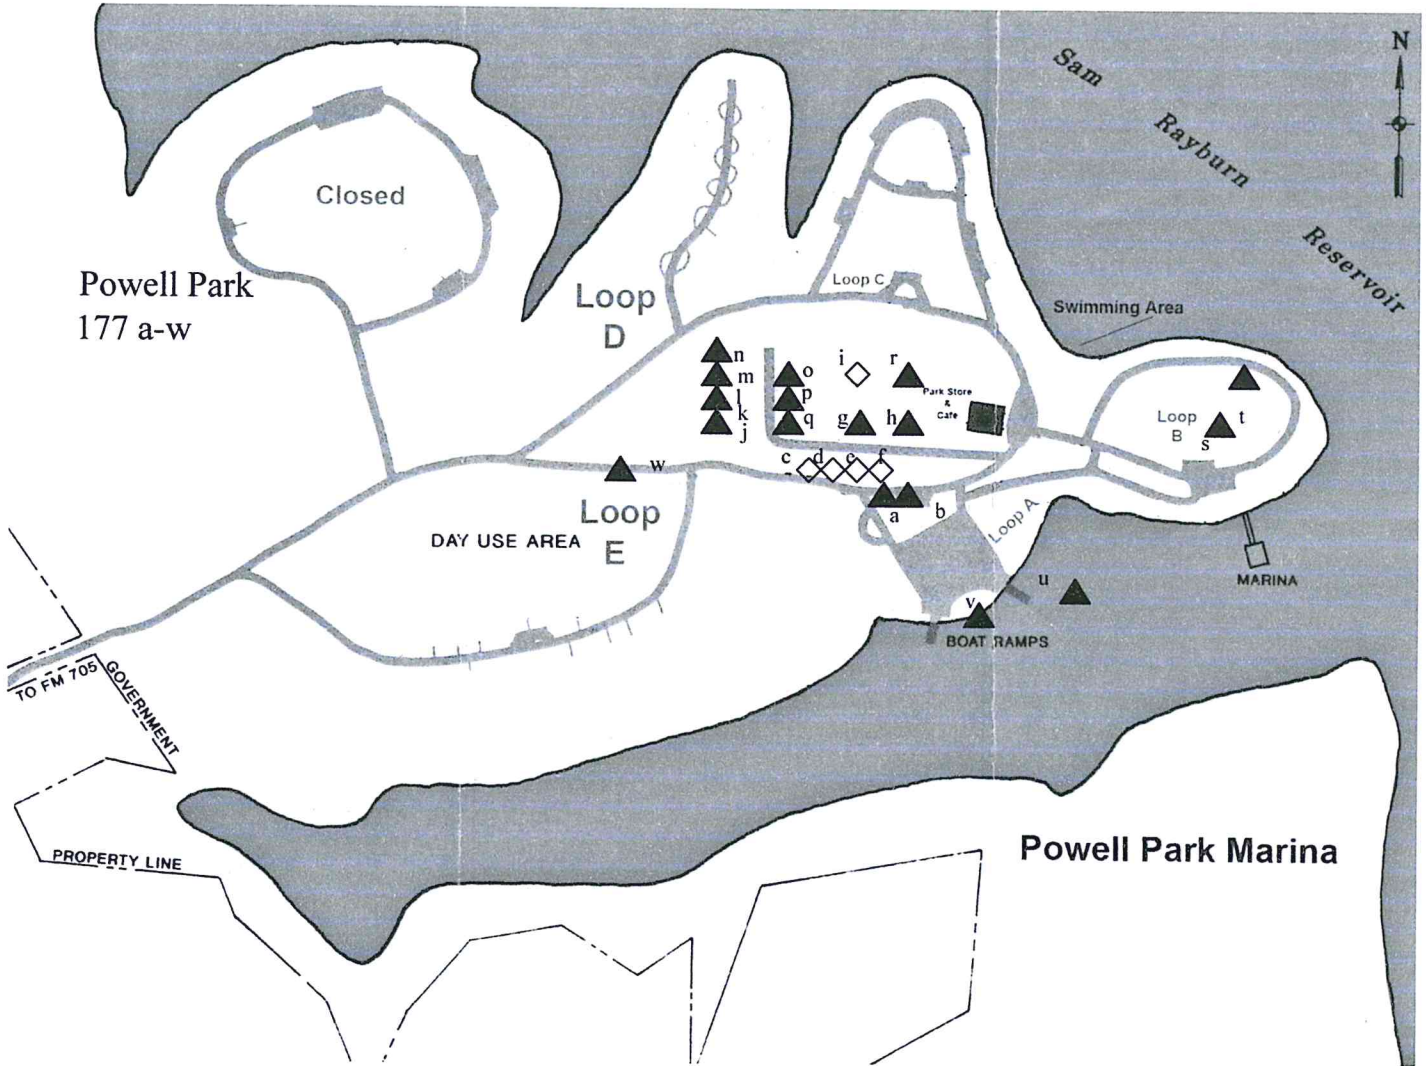 N
Sam
Rayburn
Reservoir
Closed
Powell Park
177 a-w
Loop
D
Loop C
Swimming Area
n
m
l
k
j
o
p
q
i
r
g
h
Park Store
&
Cafe
Loop
B
s
t
w
c
d
e
f
a
b
Loop A
Loop
E
DAY USE AREA
MARINA
u
v
BOAT RAMPS
TO FM 705
GOVERNMENT
PROPERTY LINE
Powell Park Marina